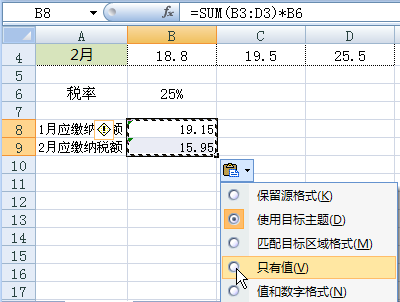 B8 fx =SUM(B3:D3)*B6
A B C D
4 2月 18.8 19.5 25.5
5
6 税率 25%
7
8 1月应缴纳 额 19.15
9 2月应缴纳税额 15.95
10
11 保留源格式(K)
12 使用目标主题(D)
13 匹配目标区域格式(M)
14 只有值(V)
15
16 值和数字格式(N)
17